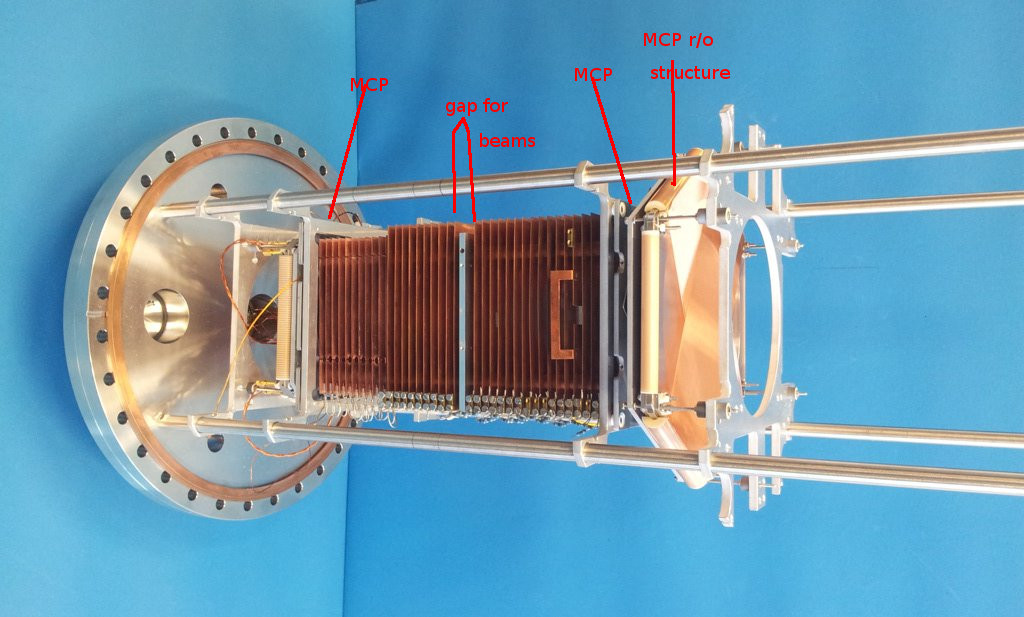 MCP
gap for
beams
MCP
MCP r/o
structure